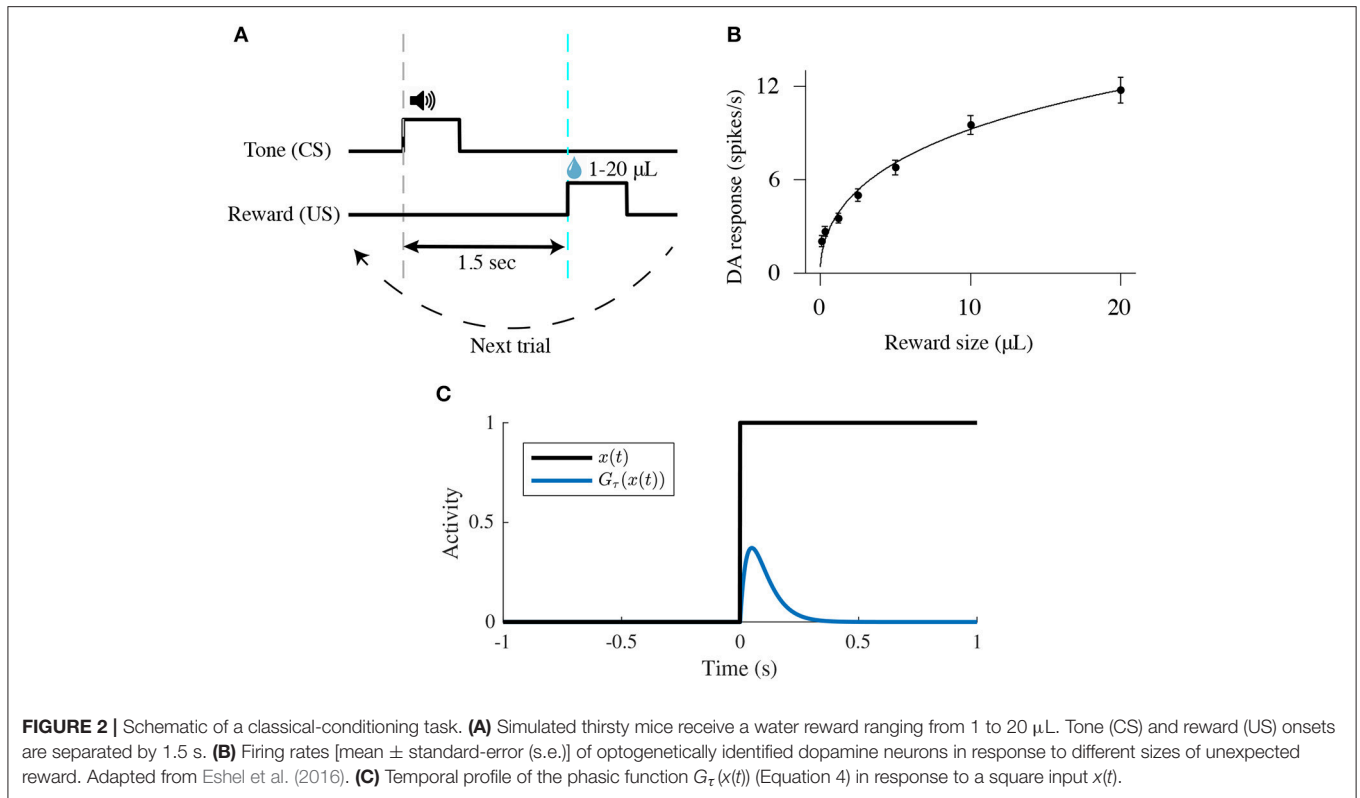 A
Tone (CS)
1-20 μL
Reward (US)
1.5 sec
Next trial
B
DA response (spikes/s)
12
6
0
0 10 20
Reward size (μL)
C
Activity
1
0.5
0
x(t)
Gτ(x(t))
-1 -0.5 0 0.5 1
Time (s)
FIGURE 2 | Schematic of a classical-conditioning task. (A) Simulated thirsty mice receive a water reward ranging from 1 to 20 μL. Tone (CS) and reward (US) onsets
are separated by 1.5 s. (B) Firing rates [mean ± standard-error (s.e.)] of optogenetically identified dopamine neurons in response to different sizes of unexpected
reward. Adapted from Eshel et al. (2016). (C) Temporal profile of the phasic function Gτ(x(t)) (Equation 4) in response to a square input x(t).